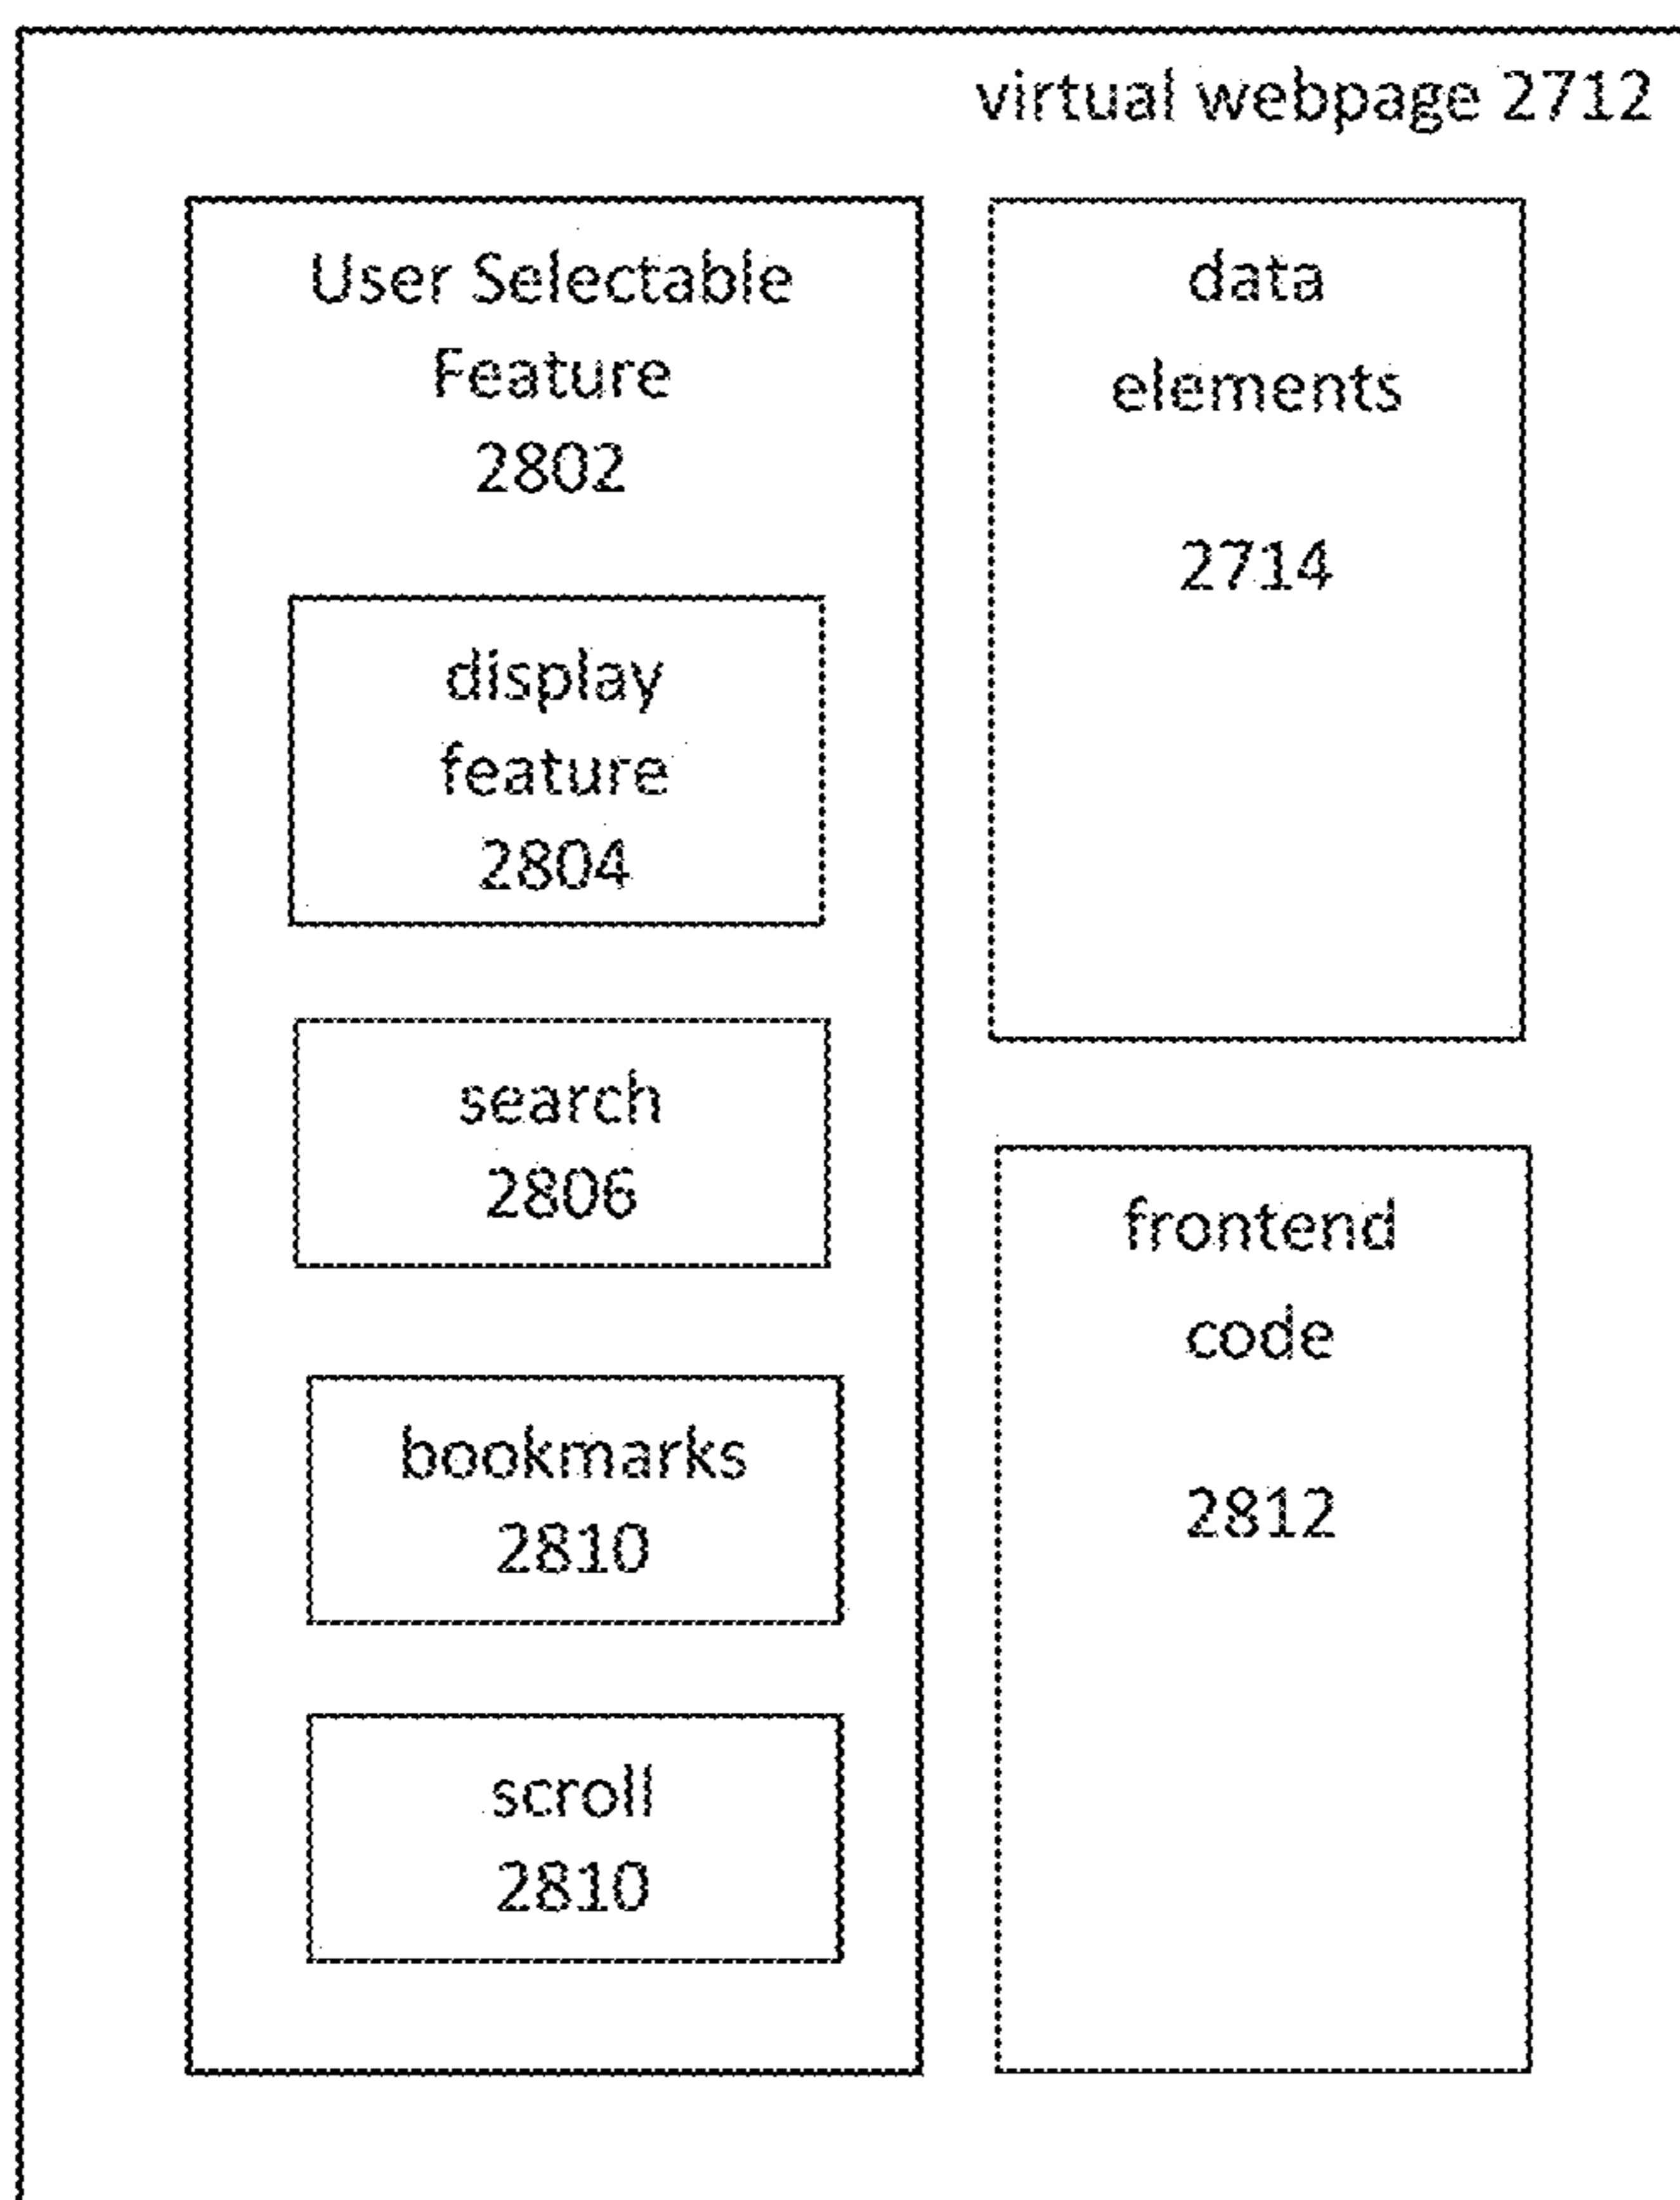 virtual webpage 2712
User Selectable
Feature
2802
display
feature
2804
search
2806
bookmarks
2810
scroll
2810
data
elements
2714
frontend
code
2812